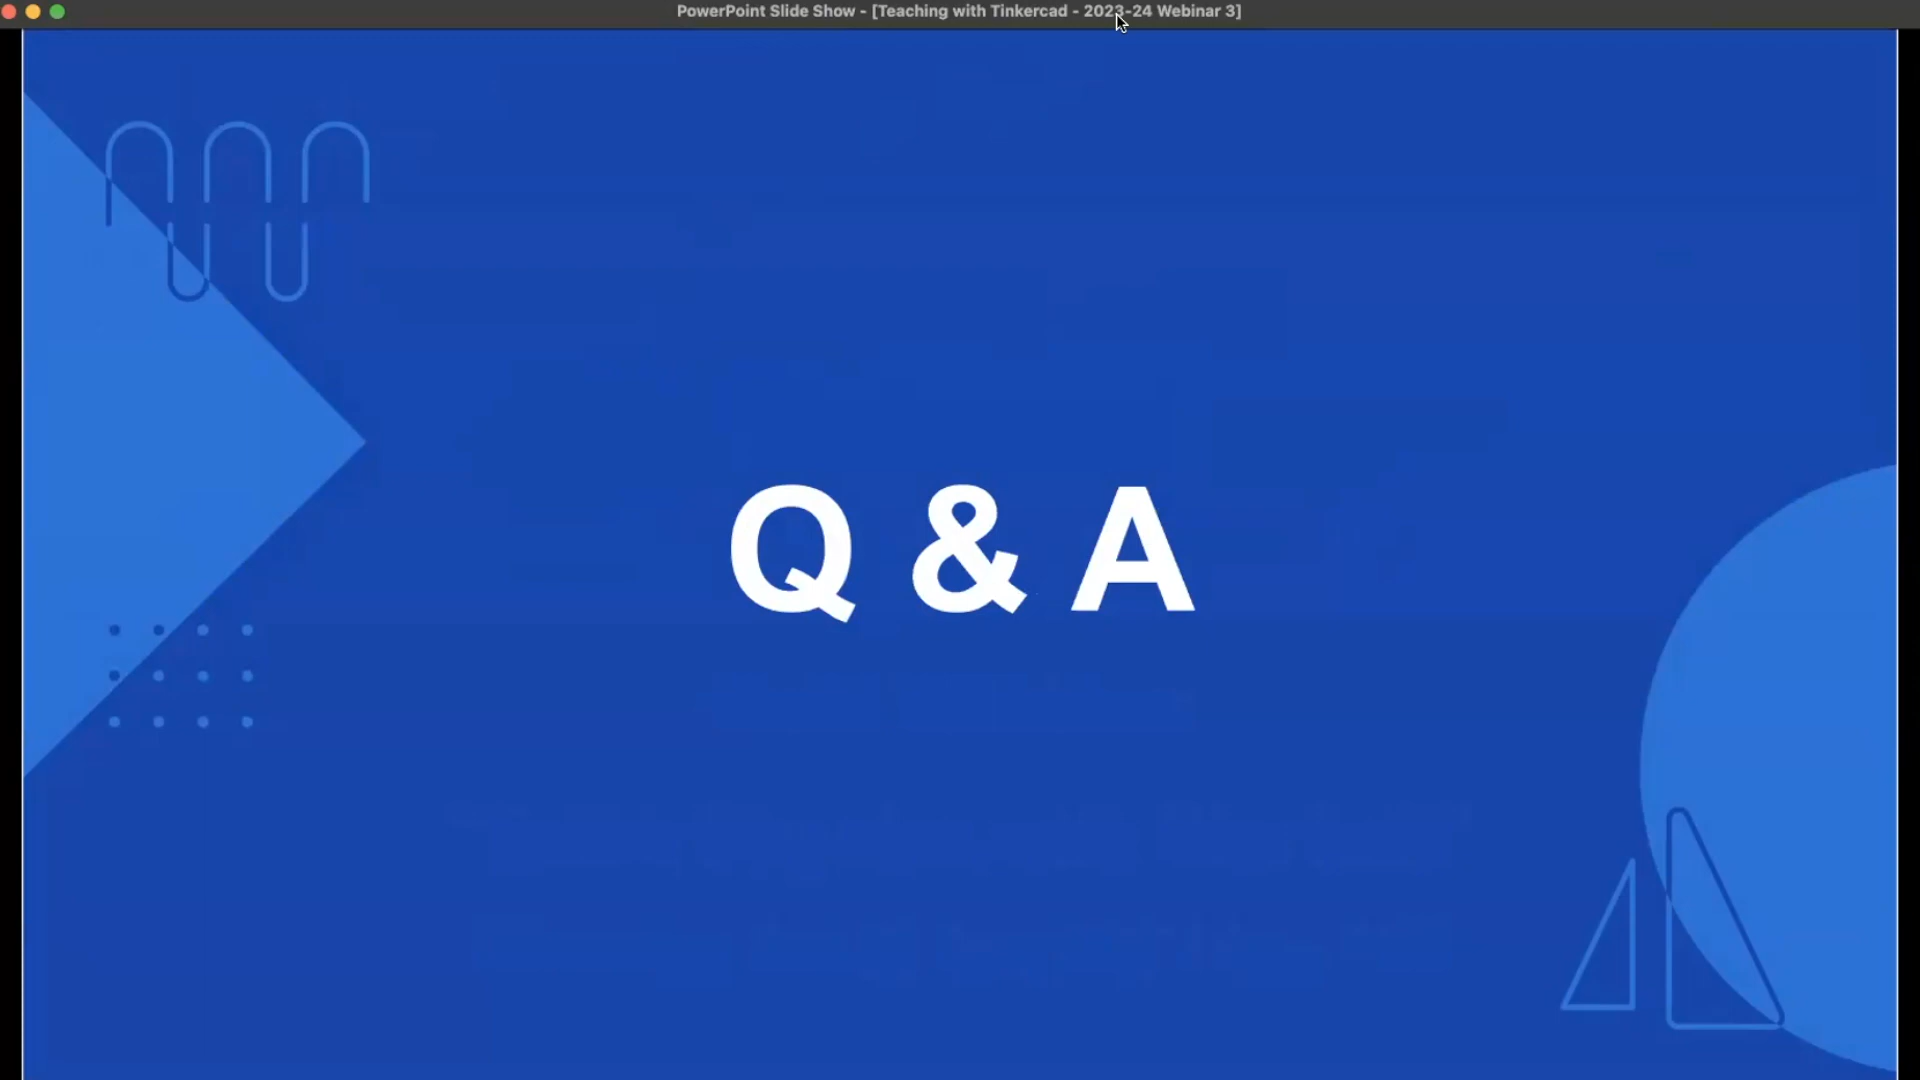 PowerPoint Slide Show - [Teaching with Tinkercad - 2023-24 Webinar 3]
Q & A